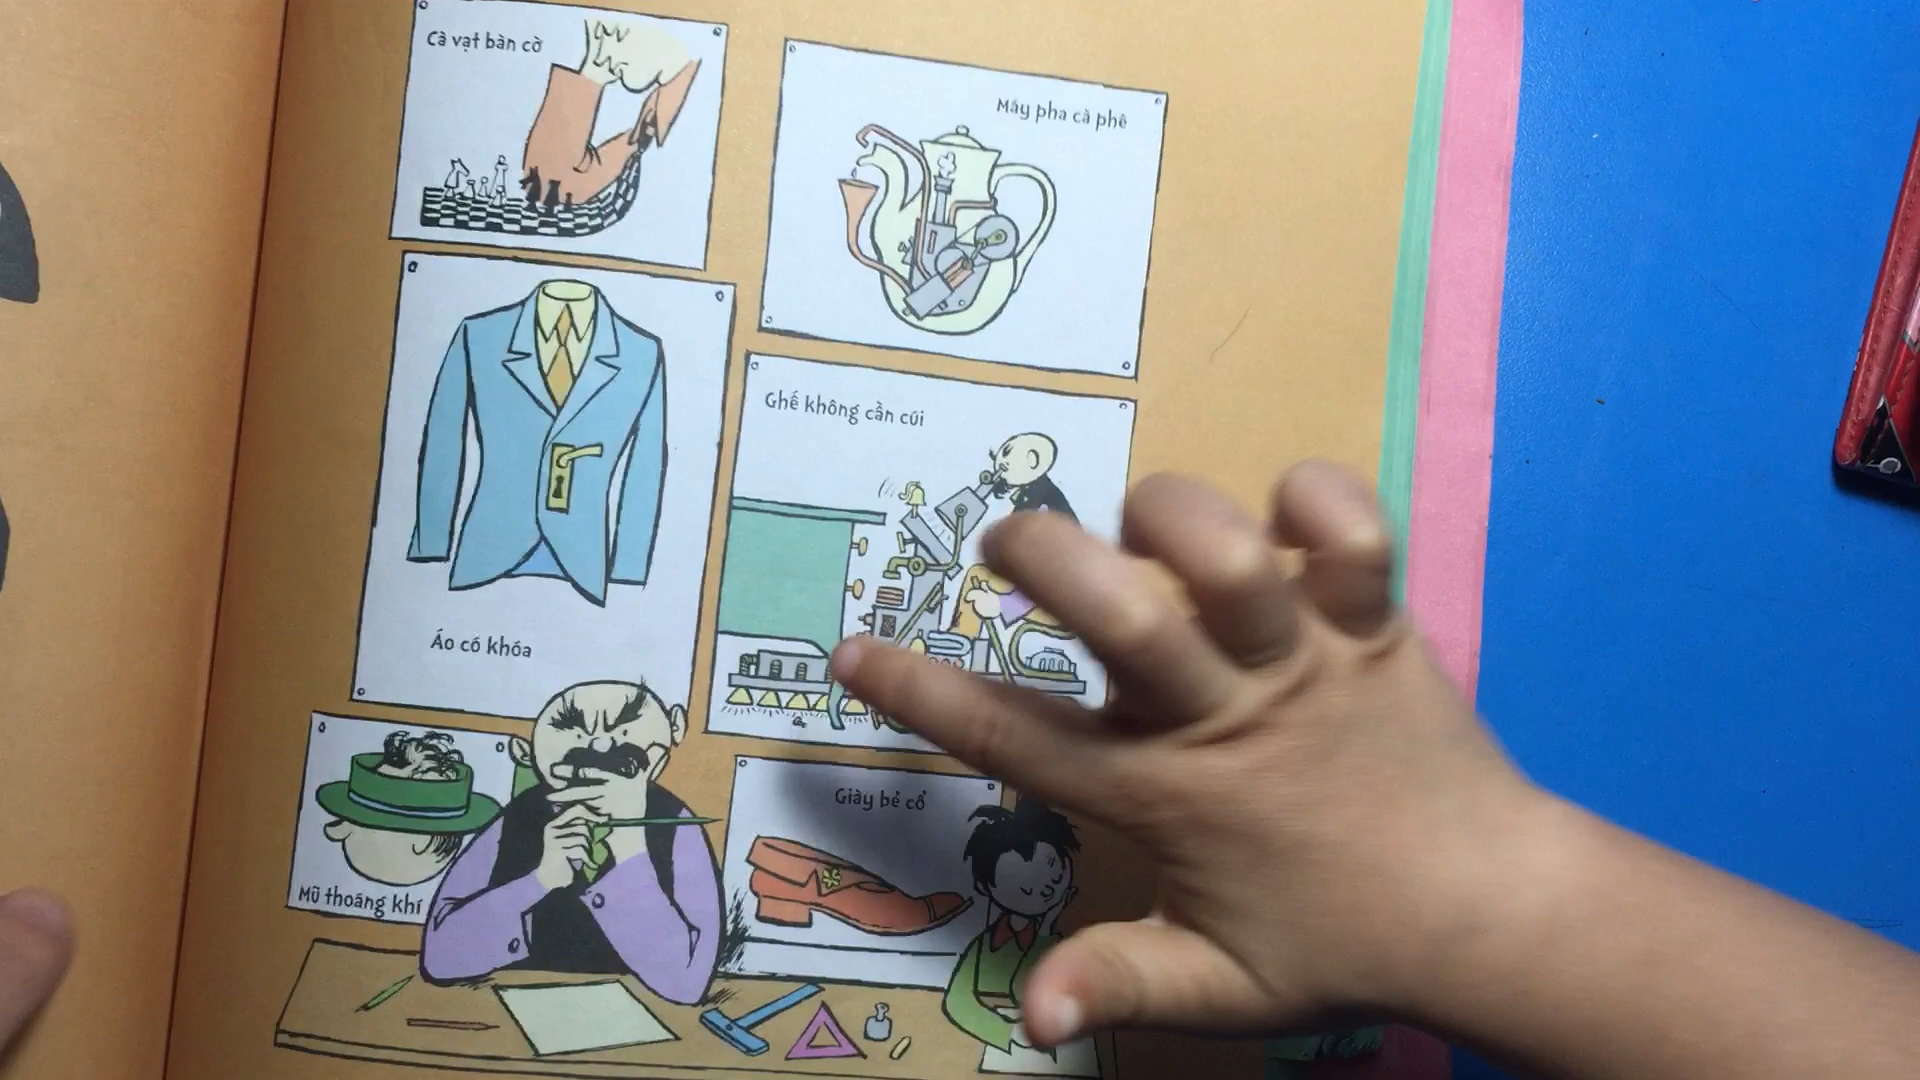 Cà vạt bàn cờ
Máy pha cà phê
Áo có khóa
Ghế không cần cúi
Mũ thoáng khí
Giày bẻ cổ